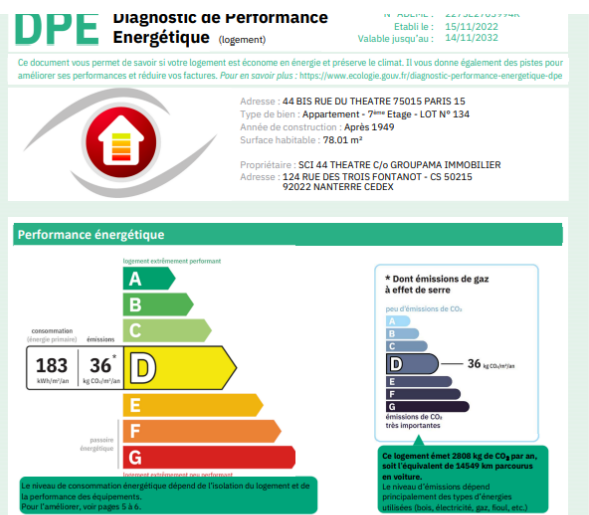 DPE
Diagnostic de Performance
Energétique (logement)
Etabli le : 15/11/2022
Valable jusqu'au : 14/11/2032
Ce document vous permet de savoir si votre logement est économe en énergie et préserve le climat. Il vous donne également des pistes pour
améliorer ses performances et réduire vos factures. Pour en savoir plus : https://www.ecologie.gouv.fr/diagnostic-performance-energetique-dpe
Adresse : 44 BIS RUE DU THEATRE 75015 PARIS 15
Type de bien : Appartement - 7ème Etage - LOT N° 134
Année de construction : Après 1949
Surface habitable : 78.01 m²
Propriétaire : SCI 44 THEATRE C/o GROUPAMA IMMOBILIER
Adresse : 124 RUE DES TROIS FONTANOT - CS 50215
92022 NANTERRE CEDEX
Performance énergétique
logement extrêmement performant
A
B
C
consommation
(énergie primaire)
émissions
183
kWh/m²/an
36*
kg CO₂/m²/an
D
E
F
G
passoire
énergétique
logement extrêmement peu performant
Le niveau de consommation énergétique dépend de l'isolation du logement et de
la performance des équipements.
Pour l'améliorer, voir pages 5 à 6.
* Dont émissions de gaz
à effet de serre
peu d'émissions de CO₂
A
B
C
D
36 kg CO₂/m²/an
E
F
G
émissions de CO₂
très importantes
Ce logement émet 2808 kg de CO₂ par an,
soit l'équivalent de 14549 km parcourus
en voiture.
Le niveau d'émissions dépend
principalement des types d'énergies
utilisées (bois, électricité, gaz, fioul, etc.)